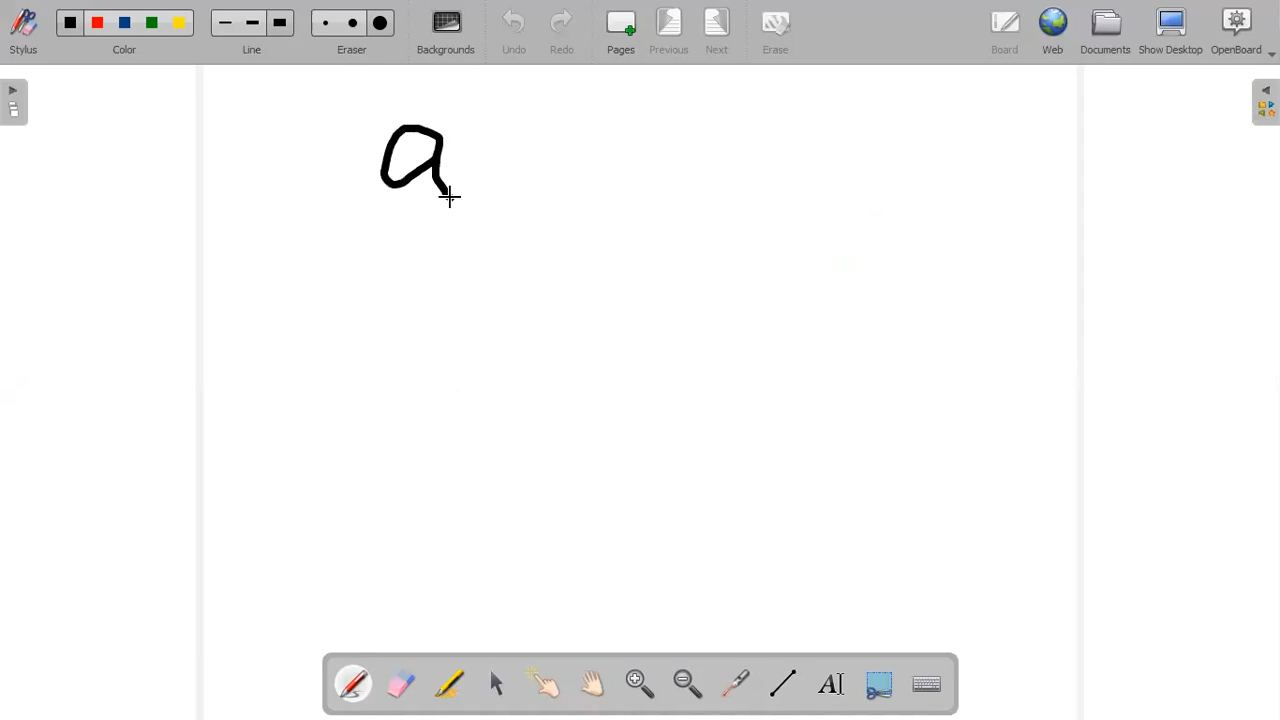 Stylus Color Line Eraser Backgrounds Undo Redo Pages Previous Next Erase Board Web Documents Show Desktop OpenBoard
a
A